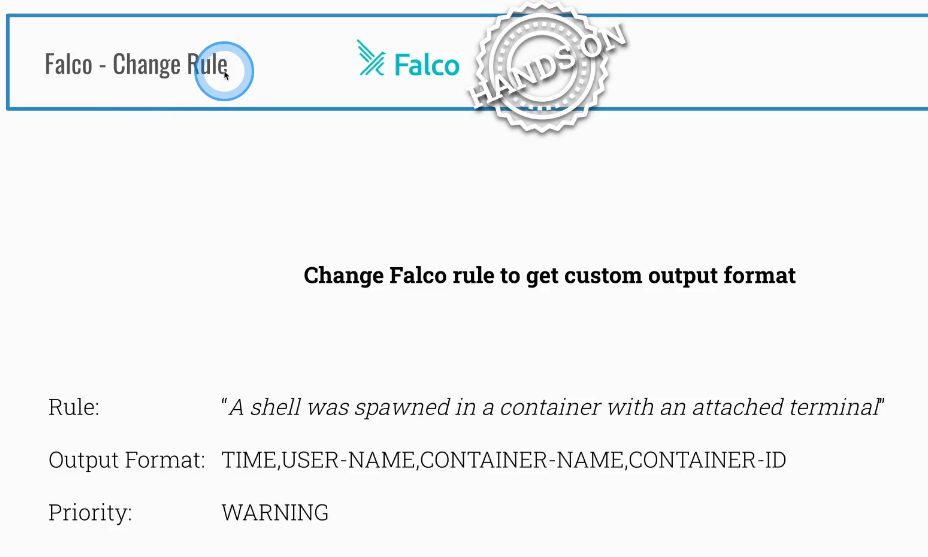 Falco - Change Rule
Falco
HANDS ON
Change Falco rule to get custom output format
Rule: “A shell was spawned in a container with an attached terminal”
Output Format: TIME,USER-NAME,CONTAINER-NAME,CONTAINER-ID
Priority: WARNING